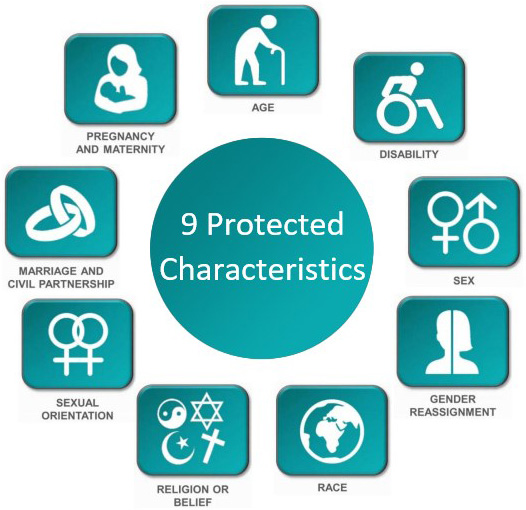 9 Protected
Characteristics
AGE
DISABILITY
SEX
GENDER
REASSIGNMENT
RACE
RELIGION OR
BELIEF
SEXUAL
ORIENTATION
MARRIAGE AND
CIVIL PARTNERSHIP
PREGNANCY
AND MATERNITY